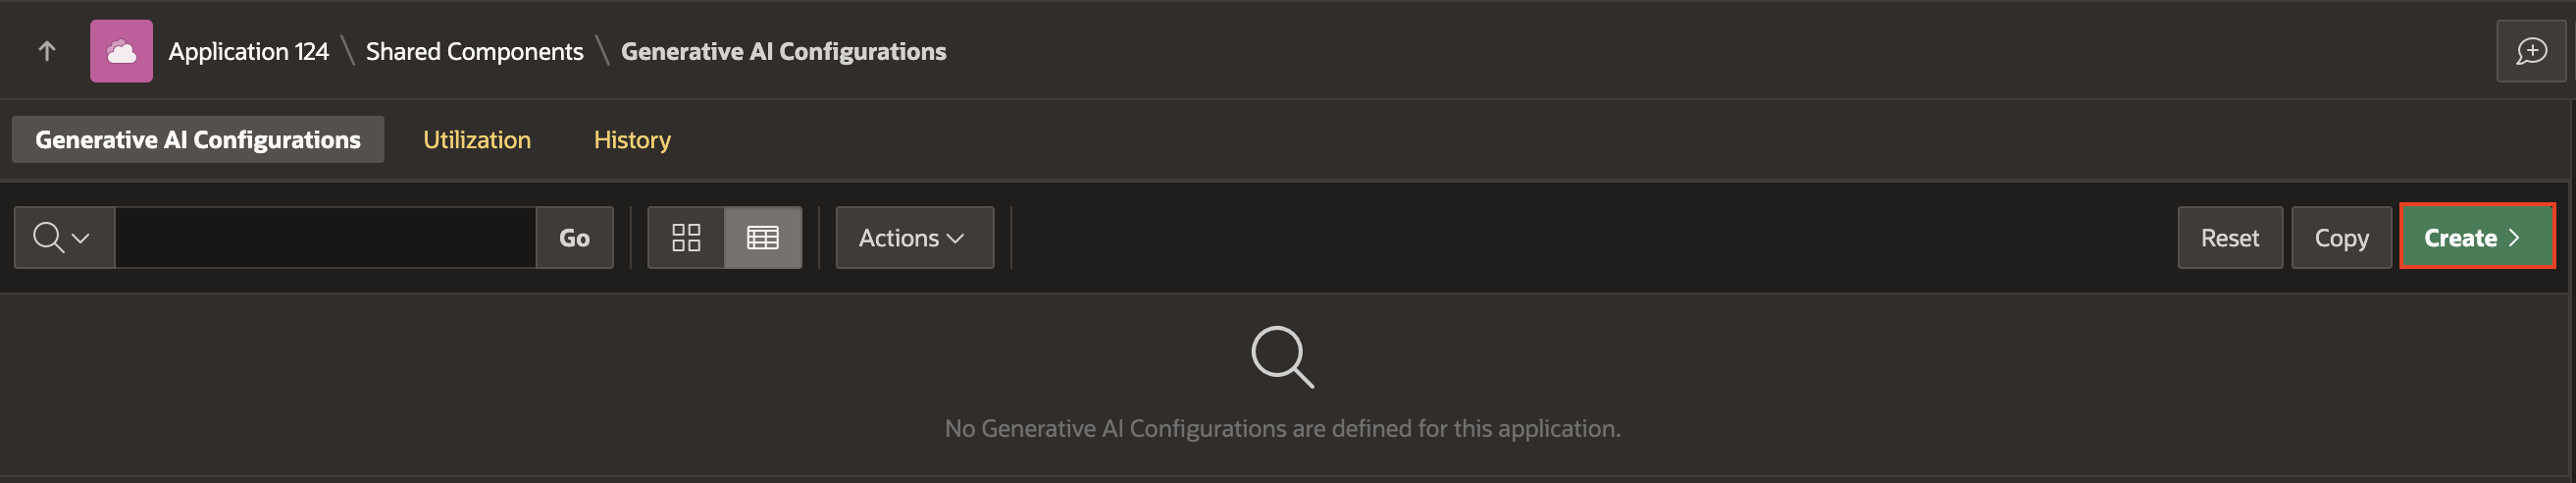 Application 124 \ Shared Components \ Generative AI Configurations
Generative AI Configurations Utilization History
Go Actions Reset Copy Create
No Generative AI Configurations are defined for this application.